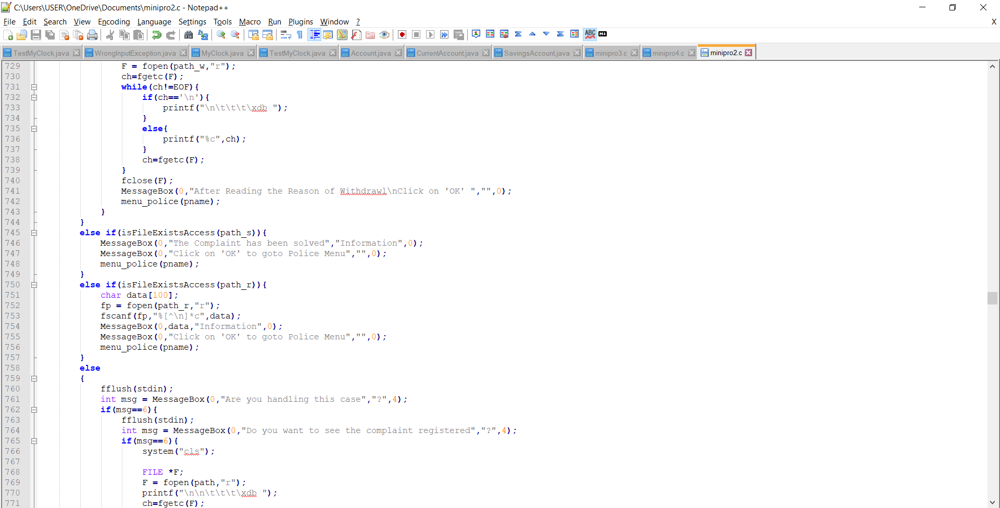 C:\Users\USER\OneDrive\Documents\minipro2.c - Notepad++
File Edit Search View Encoding Language Settings Tools Macro Run Plugins Window ? X
TestMyClock.java WrongInputException.java MyClock.java TestMyClock.java Account.java CurrentAccount.java SavingsAccount.java minipro3.c minipro4.c minipro2.c
729 F = fopen(path_w,"r");
730 ch=fgetc(F);
731 while(ch!=EOF){
732 if(ch=='\n'){
733 printf("\n\t\t\t\xdb ");
734 }
735 else{
736 printf("%c",ch);
737 }
738 ch=fgetc(F);
739 }
740 fclose(F);
741 MessageBox(0,"After Reading the Reason of Withdrawl\nClick on 'OK' ","",0);
742 menu_police(pname);
743 }
744 }
745 else if(isFileExistsAccess(path_s)){
746 MessageBox(0,"The Complaint has been solved","Information",0);
747 MessageBox(0,"Click on 'OK' to goto Police Menu","",0);
748 menu_police(pname);
749 }
750 else if(isFileExistsAccess(path_r)){
751 char data[100];
752 fp = fopen(path_r,"r");
753 fscanf(fp,"%[^\n]*c",data);
754 MessageBox(0,data,"Information",0);
755 MessageBox(0,"Click on 'OK' to goto Police Menu","",0);
756 menu_police(pname);
757 }
758 else
759 {
760 fflush(stdin);
761 int msg = MessageBox(0,"Are you handling this case","?",4);
762 if(msg==6){
763 fflush(stdin);
764 int msg = MessageBox(0,"Do you want to see the complaint registered","?",4);
765 if(msg==6){
766 system("cls");
767
768 FILE *F;
769 F = fopen(path,"r");
770 printf("\n\n\t\t\t\xdb ");
771 ch=fgetc(F);